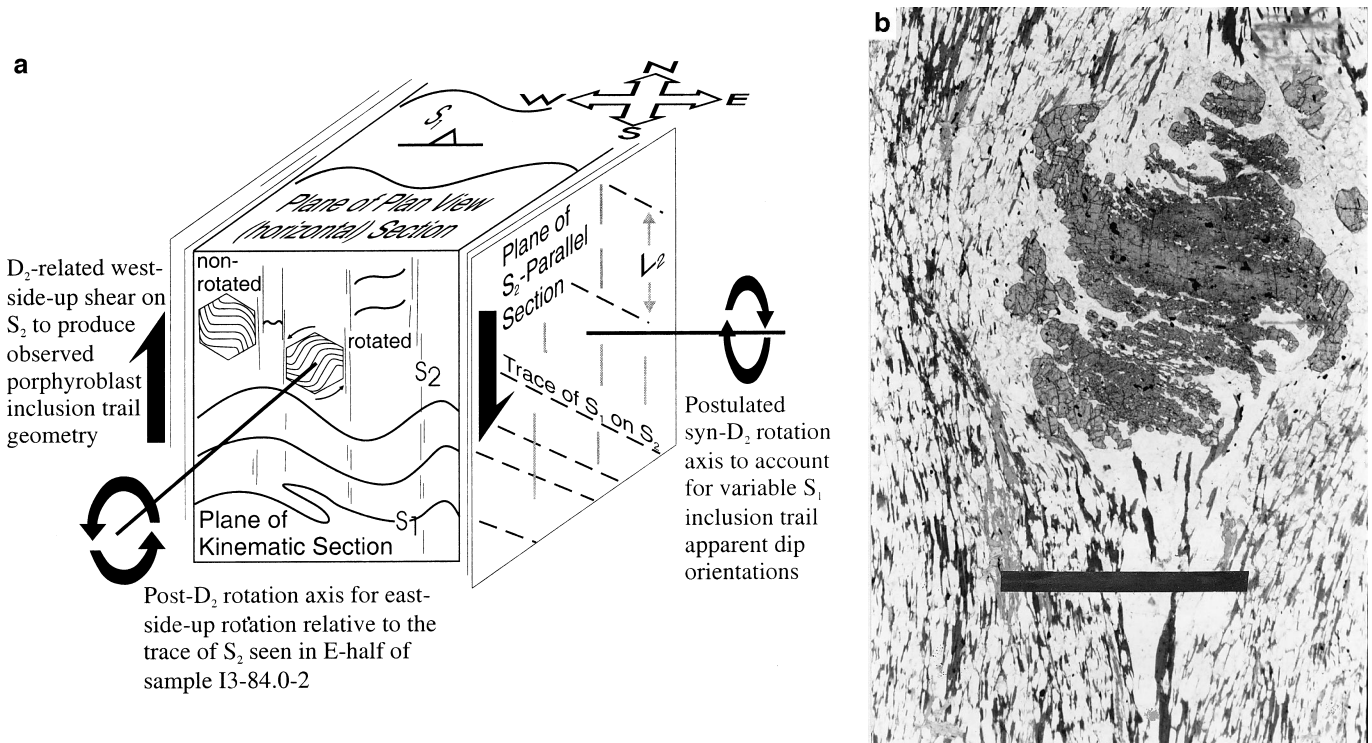 a
N
W E
S
S₁
Plane of Plan View
(horizontal) Section
non-
rotated
rotated
S2
S1
Plane of
Kinematic Section
Plane of
S₂-Parallel
Section
L₂
Trace of S₁ on S₂
D₂-related west-
side-up shear on
S₂ to produce
observed
porphyroblast
inclusion trail
geometry
Postulated
syn-D₂ rotation
axis to account
for variable S₁
inclusion trail
apparent dip
orientations
Post-D₂ rotation axis for east-
side-up rotation relative to the
trace of S₂ seen in E-half of
sample I3-84.0-2
b